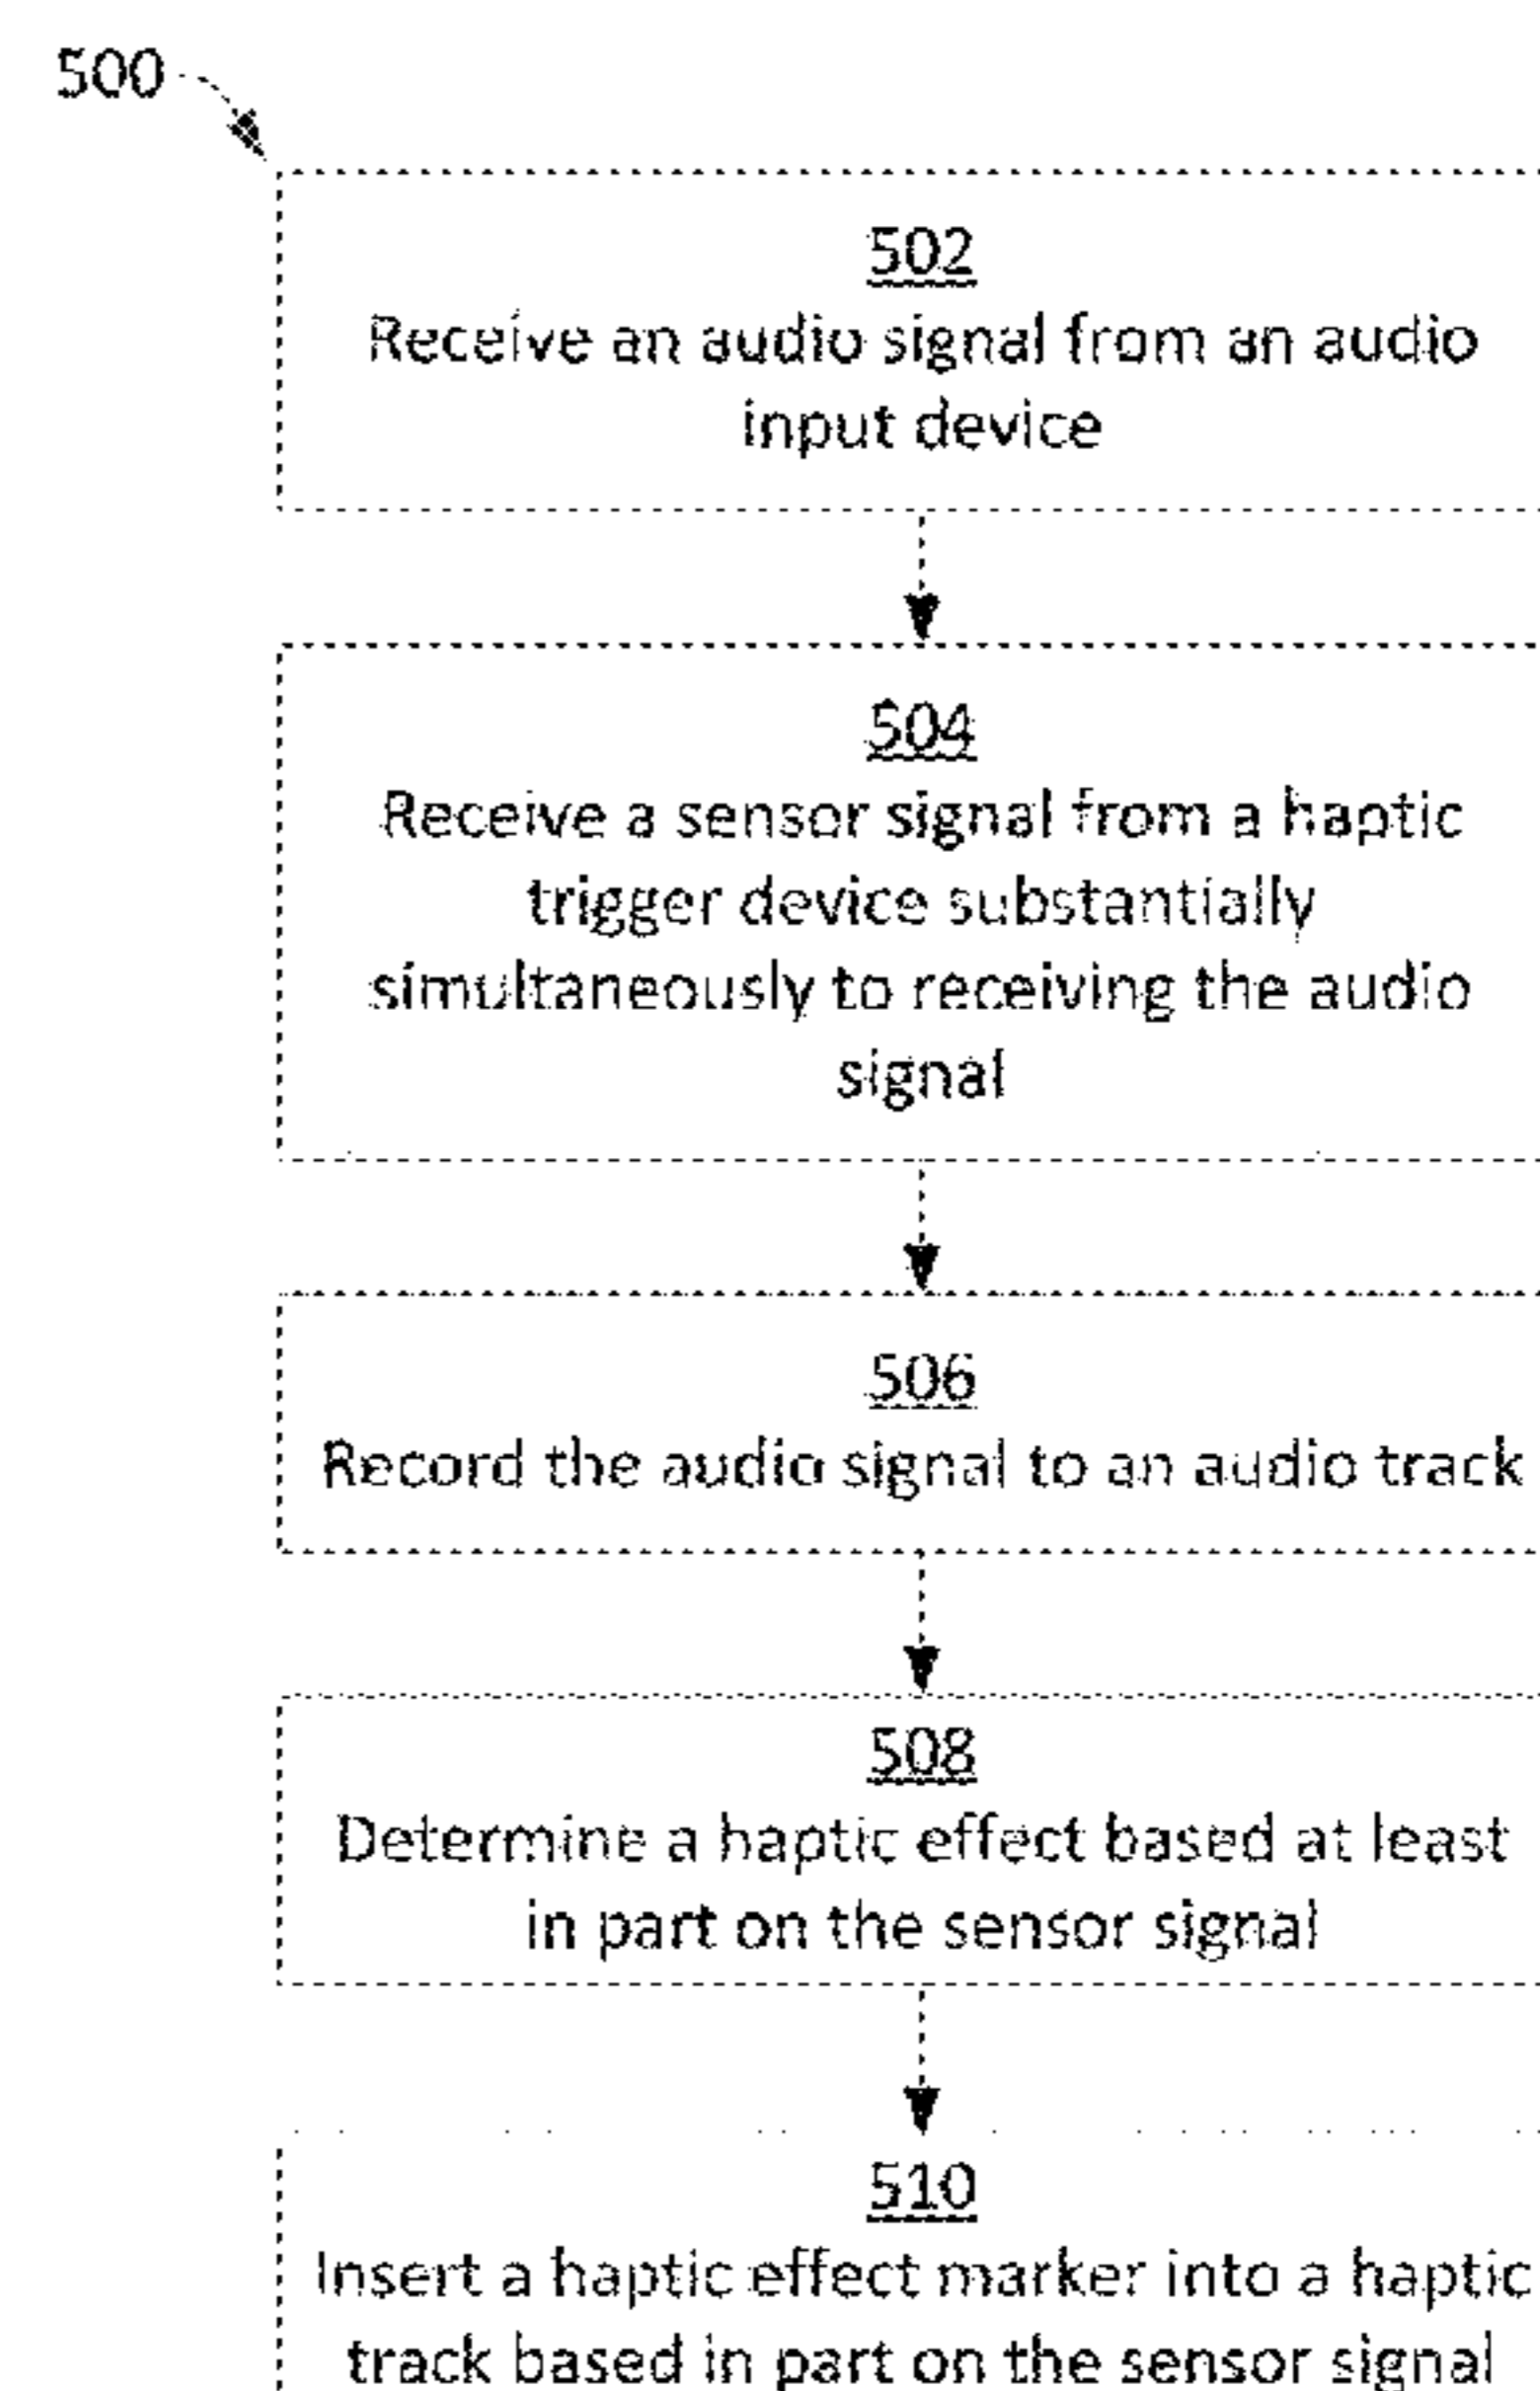 500
502
Receive an audio signal from an audio
input device
504
Receive a sensor signal from a haptic
trigger device substantially
simultaneously to receiving the audio
signal
506
Record the audio signal to an audio track
508
Determine a haptic effect based at least
in part on the sensor signal
510
Insert a haptic effect marker into a haptic
track based in part on the sensor signal